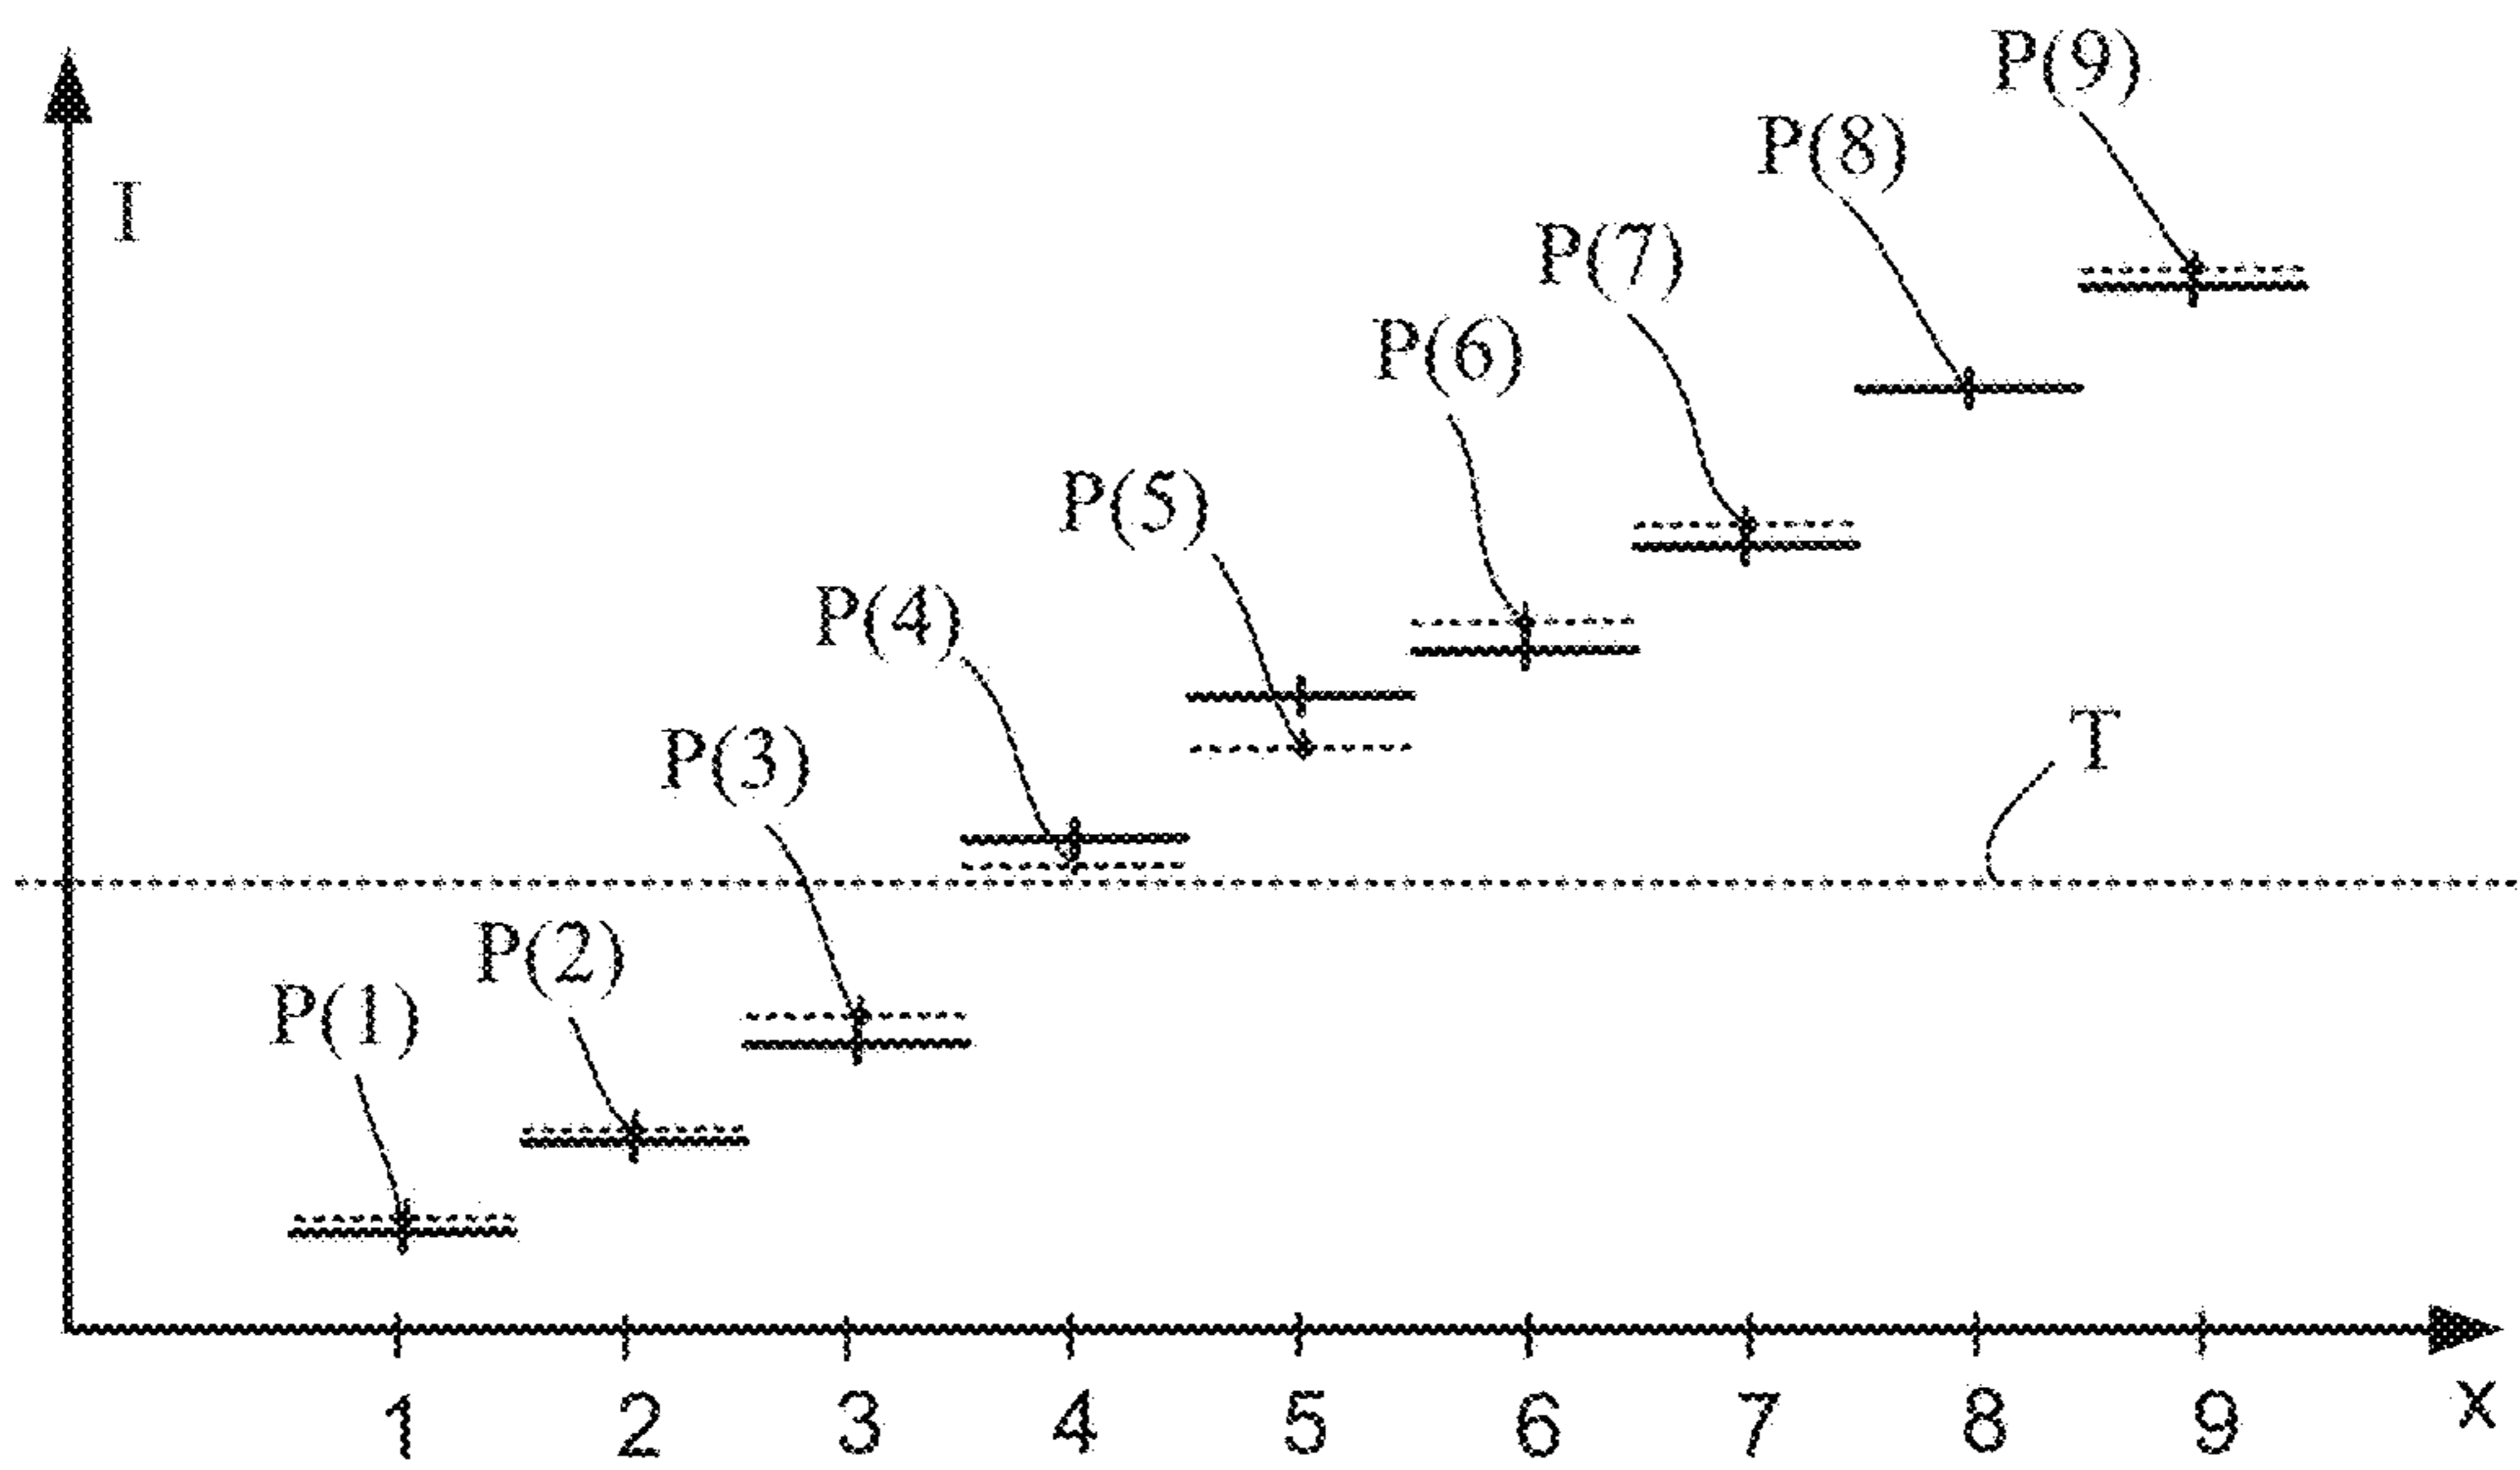 P(9)
P(8)
I
P(7)
P(6)
P(5)
P(4)
P(3)
T
P(2)
P(1)
1 2 3 4 5 6 7 8 9 x